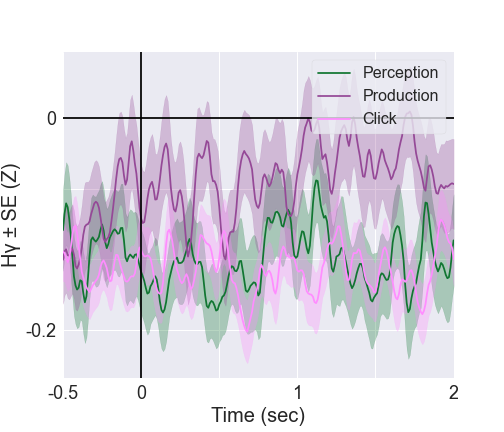 Perception
Production
Click
Hγ ± SE (Z)
0
-0.2
-0.5
0
1
2
Time (sec)